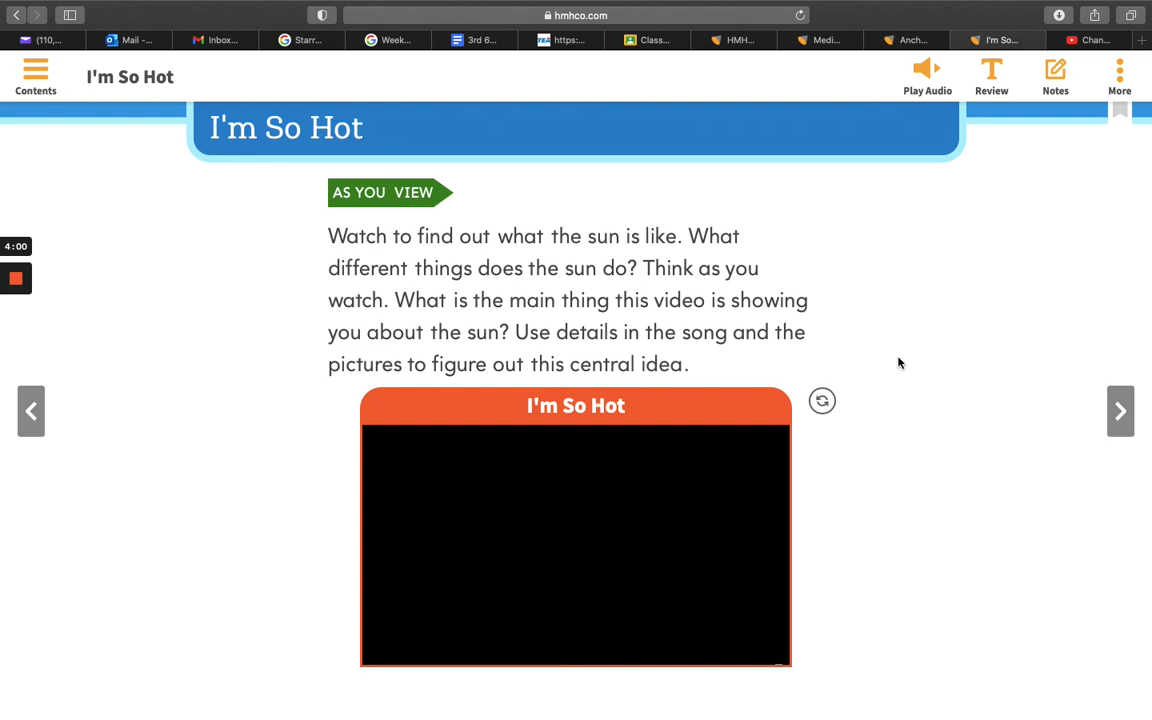 hmhco.com
(110,...
Mail -...
Inbox...
Starr...
Week...
3rd 6...
TEA https:...
Class...
HMH...
Medi...
Anch...
I'm So...
Chan...
Contents
I'm So Hot
Play Audio
Review
Notes
More
I'm So Hot
AS YOU VIEW
Watch to find out what the sun is like. What
different things does the sun do? Think as you
watch. What is the main thing this video is showing
you about the sun? Use details in the song and the
pictures to figure out this central idea.
4:00
I'm So Hot